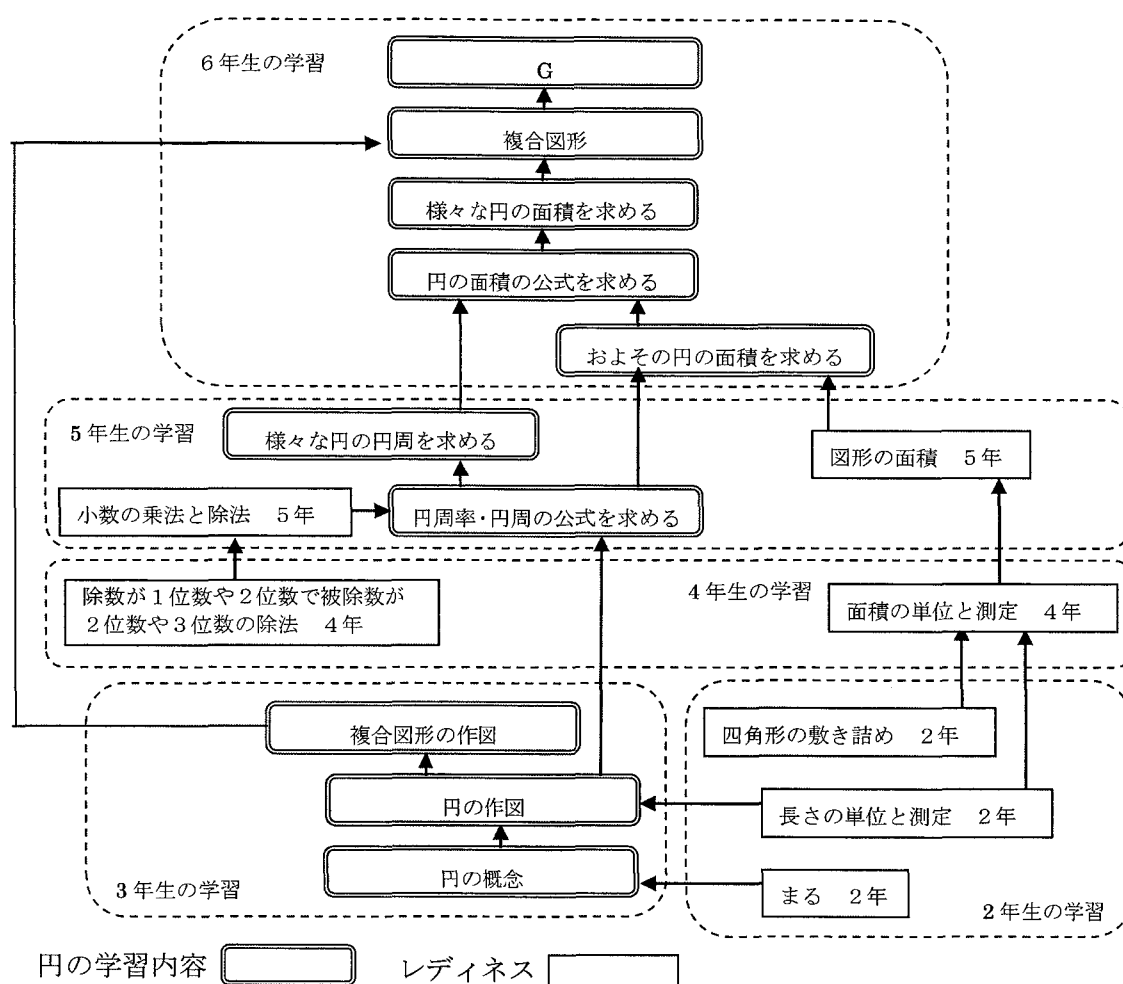 6年生の学習
G
複合図形
様々な円の面積を求める
円の面積の公式を求める
およその円の面積を求める
5年生の学習
様々な円の円周を求める
図形の面積 5年
小数の乗法と除法 5年
円周率・円周の公式を求める
4年生の学習
除数が1位数や2位数で被除数が
2位数や3位数の除法 4年
面積の単位と測定 4年
複合図形の作図
四角形の敷き詰め 2年
円の作図
長さの単位と測定 2年
円の概念
まる 2年
3年生の学習
2年生の学習
円の学習内容
レディネス